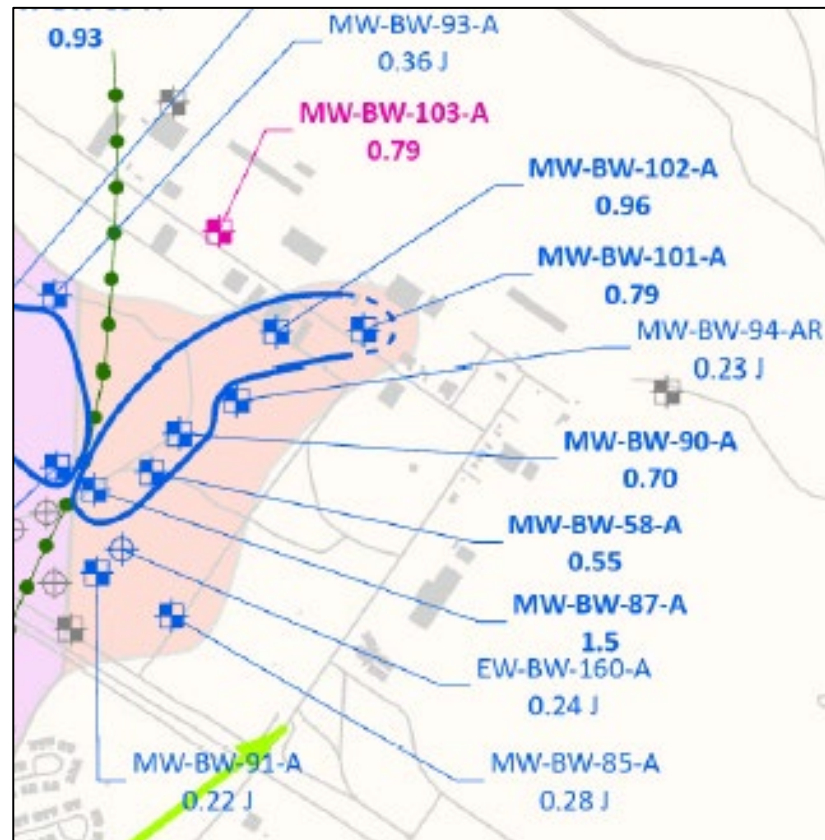 0.93
MW-BW-93-A
0.36 J
MW-BW-103-A
0.79
MW-BW-102-A
0.96
MW-BW-101-A
0.79
MW-BW-94-AR
0.23 J
MW-BW-90-A
0.70
MW-BW-58-A
0.55
MW-BW-87-A
1.5
EW-BW-160-A
0.24 J
MW-BW-91-A
0.22 J
MW-BW-85-A
0.28 J